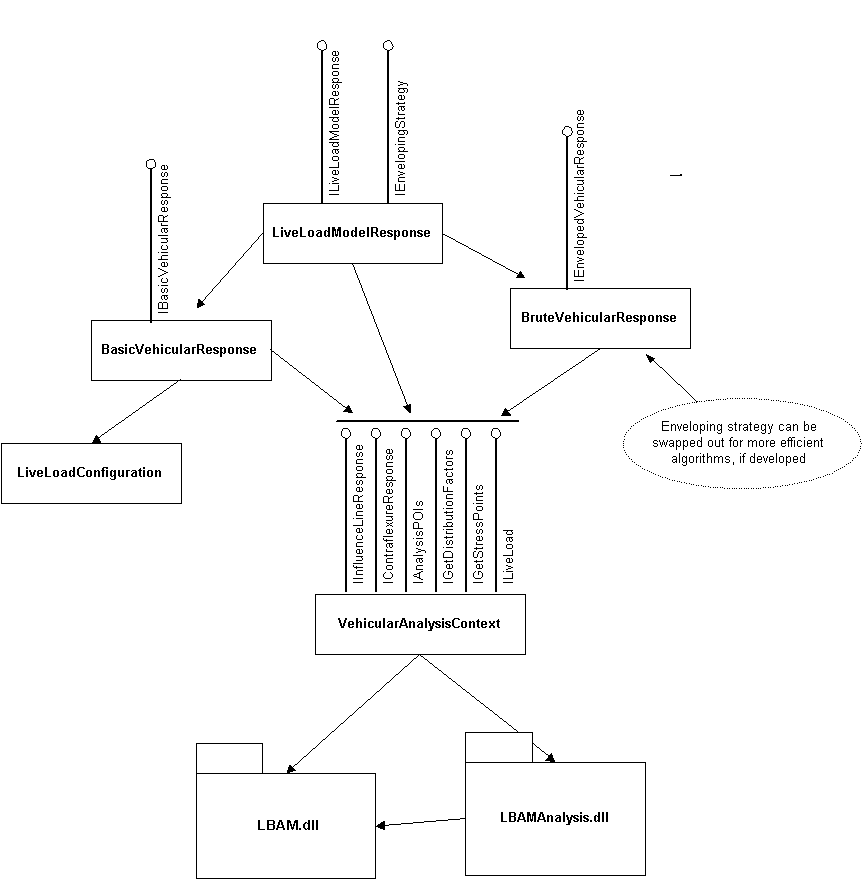 ILiveLoadModelResponse
IEnvelopingStrategy
IEnvelopedVehicularResponse
IBasicVehicularResponse
LiveLoadModelResponse
BruteVehicularResponse
BasicVehicularResponse
Enveloping strategy can be
swapped out for more efficient
algorithms, if developed
LiveLoadConfiguration
IInfluenceLineResponse
IContraflexureResponse
IAnalysisPOIs
IGetDistributionFactors
IGetStressPoints
ILiveLoad
VehicularAnalysisContext
LBAM.dll
LBAMAnalysis.dll